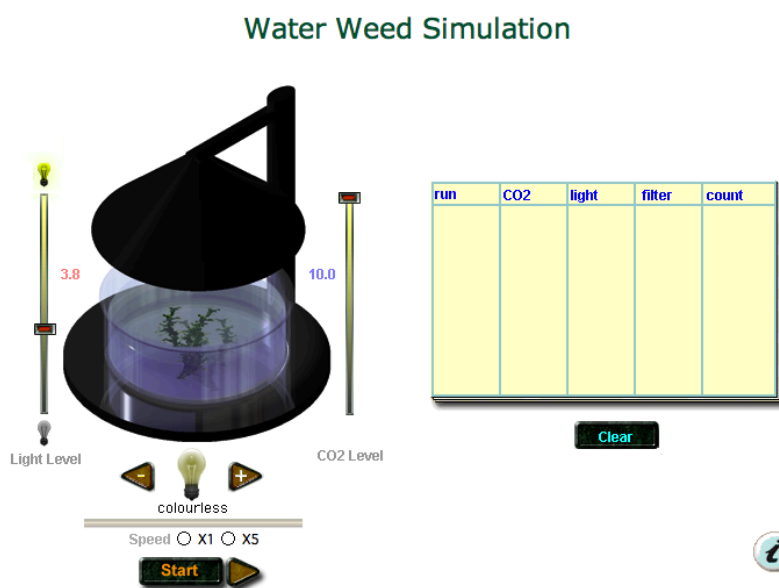 Water Weed Simulation
run CO2 light filter count
3.8
10.0
Clear
Light Level
CO2 Level
- +
colourless
Speed X1 X5
Start
i